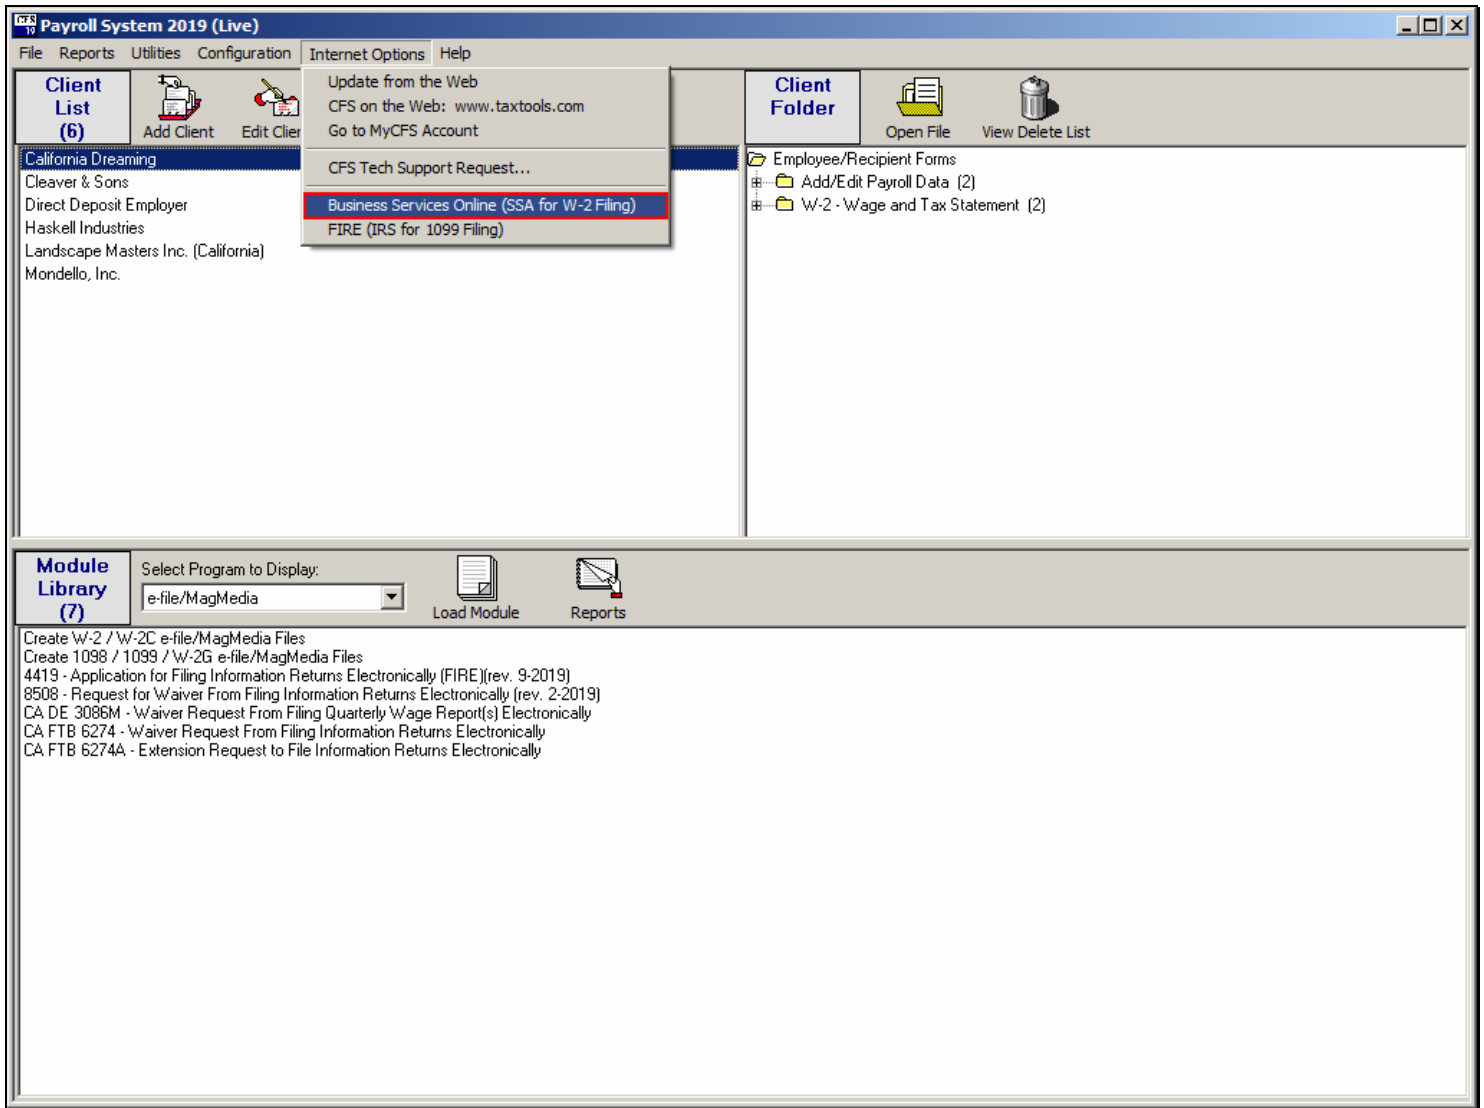 CFS 19 Payroll System 2019 (Live)
File Reports Utilities Configuration Internet Options Help
Client List (6)
Add Client
Edit Clien
Update from the Web
CFS on the Web: www.taxtools.com
Go to MyCFS Account
CFS Tech Support Request...
Business Services Online (SSA for W-2 Filing)
FIRE (IRS for 1099 Filing)
California Dreaming
Cleaver & Sons
Direct Deposit Employer
Haskell Industries
Landscape Masters Inc. (California)
Mondello, Inc.
Client Folder
Open File
View Delete List
Employee/Recipient Forms
Add/Edit Payroll Data (2)
W-2 - Wage and Tax Statement (2)
Module Library (7)
Select Program to Display:
e-file/MagMedia
Load Module
Reports
Create W-2 / W-2C e-file/MagMedia Files
Create 1098 / 1099 / W-2G e-file/MagMedia Files
4419 - Application for Filing Information Returns Electronically (FIRE)(rev. 9-2019)
8508 - Request for Waiver From Filing Information Returns Electronically (rev. 2-2019)
CA DE 3086M - Waiver Request From Filing Quarterly Wage Report(s) Electronically
CA FTB 6274 - Waiver Request From Filing Information Returns Electronically
CA FTB 6274A - Extension Request to File Information Returns Electronically